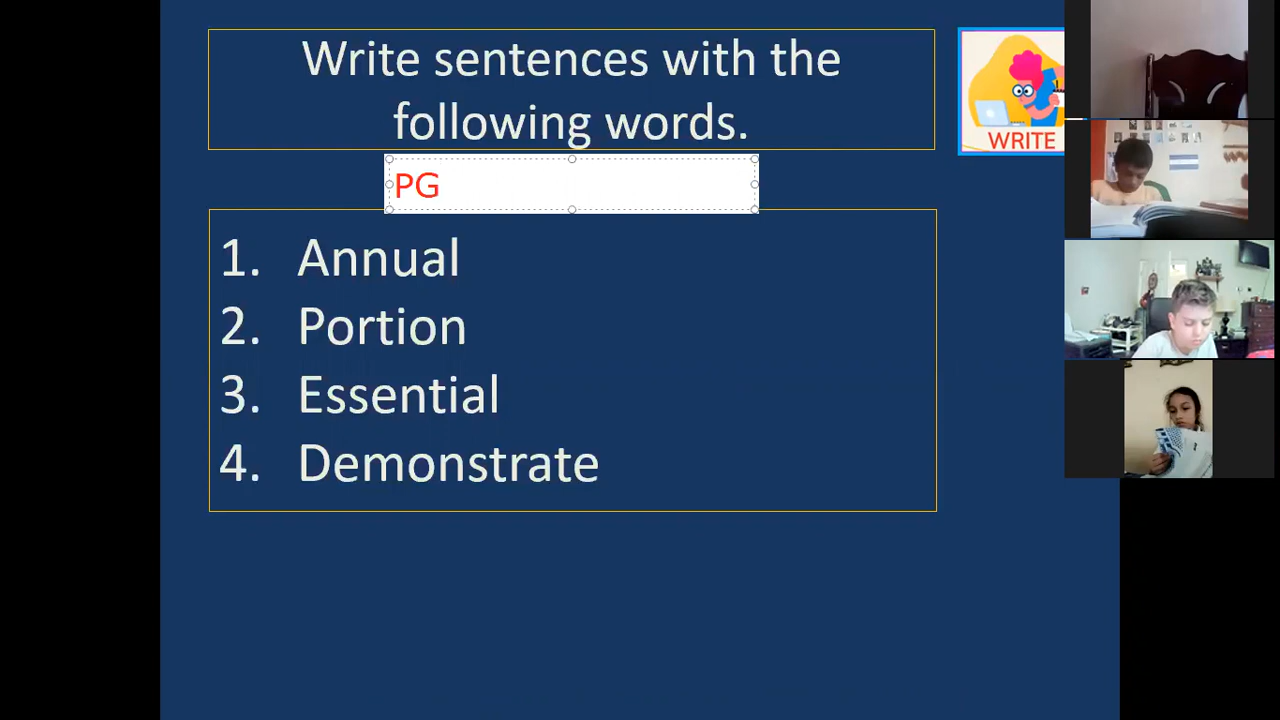 Write sentences with the
following words.
WRITE
PG
1. Annual
2. Portion
3. Essential
4. Demonstrate